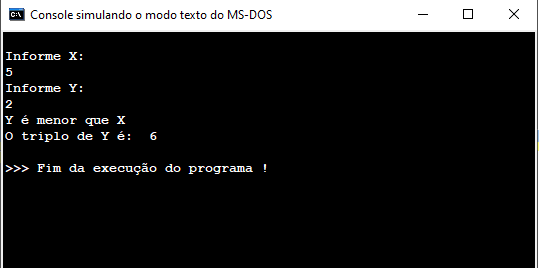 Console simulando o modo texto do MS-DOS
Informe X:
5
Informe Y:
2
Y é menor que X
O triplo de Y é:  6
>>> Fim da execução do programa !